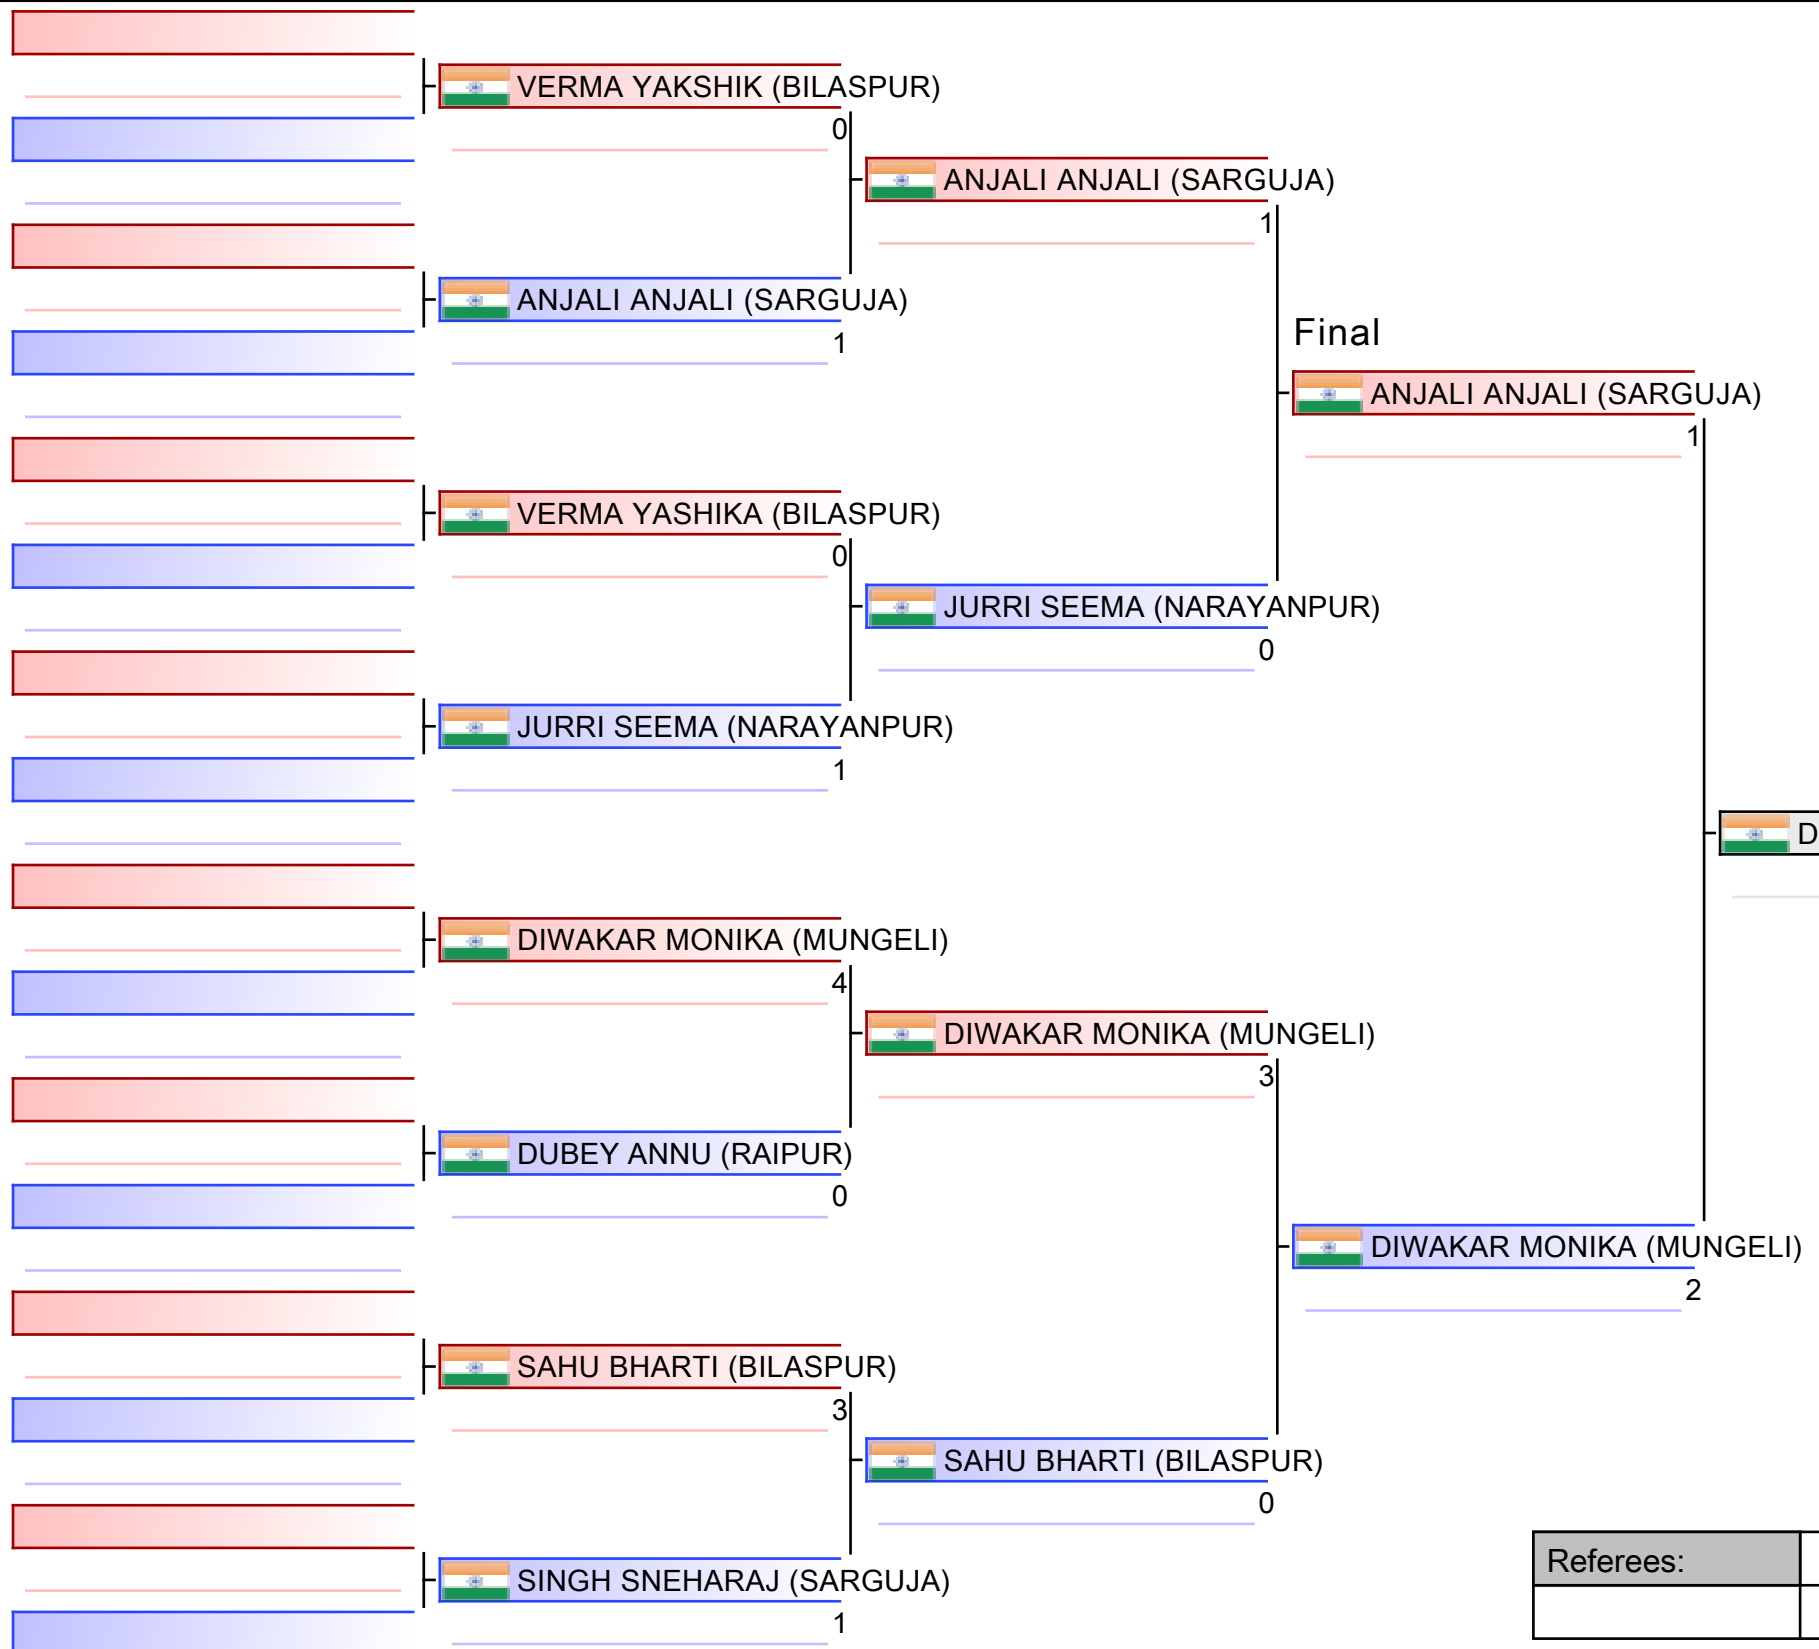 VERMA YAKSHIK (BILASPUR)
0
ANJALI ANJALI (SARGUJA)
1
ANJALI ANJALI (SARGUJA)
1
Final
ANJALI ANJALI (SARGUJA)
1
VERMA YASHIKA (BILASPUR)
0
JURRI SEEMA (NARAYANPUR)
0
JURRI SEEMA (NARAYANPUR)
1
D
DIWAKAR MONIKA (MUNGELI)
4
DIWAKAR MONIKA (MUNGELI)
3
DUBEY ANNU (RAIPUR)
0
DIWAKAR MONIKA (MUNGELI)
2
SAHU BHARTI (BILASPUR)
3
SAHU BHARTI (BILASPUR)
0
SINGH SNEHARAJ (SARGUJA)
1
Referees: